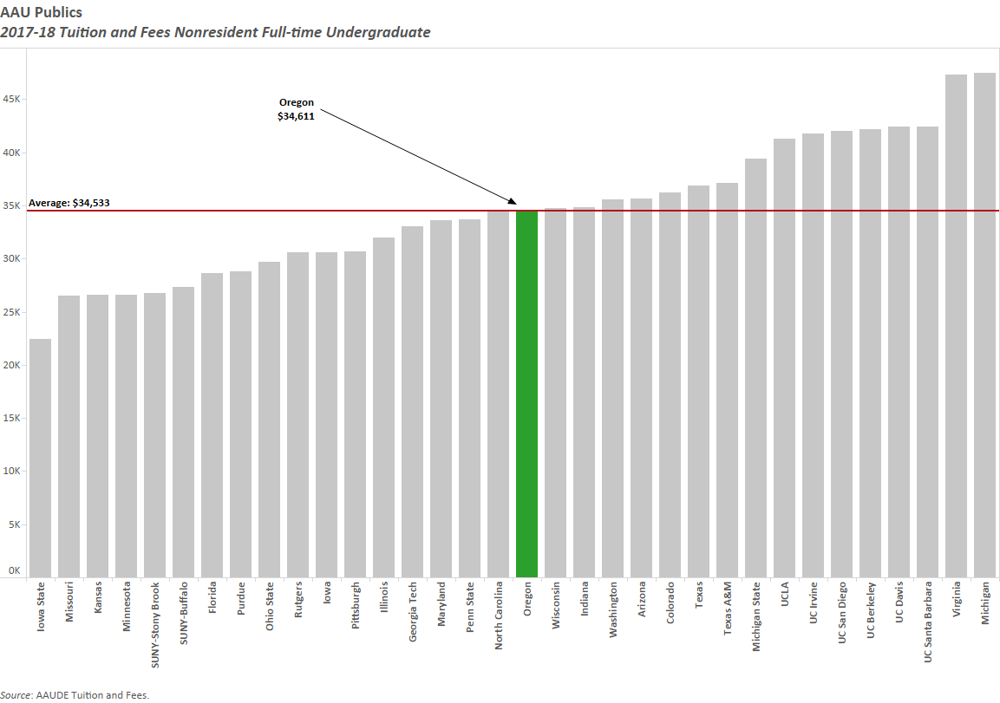 AAU Publics
2017-18 Tuition and Fees Nonresident Full-time Undergraduate
45K
40K
35K
30K
25K
20K
15K
10K
5K
0K
Oregon
$34,611
Average: $34,533
Iowa State
Missouri
Kansas
Minnesota
SUNY-Stony Brook
SUNY-Buffalo
Florida
Purdue
Ohio State
Rutgers
Iowa
Pittsburgh
Illinois
Georgia Tech
Maryland
Penn State
North Carolina
Oregon
Wisconsin
Indiana
Washington
Arizona
Colorado
Texas
Texas A&M
Michigan State
UCLA
UC Irvine
UC San Diego
UC Berkeley
UC Davis
UC Santa Barbara
Virginia
Michigan
Source: AAUDE Tuition and Fees.